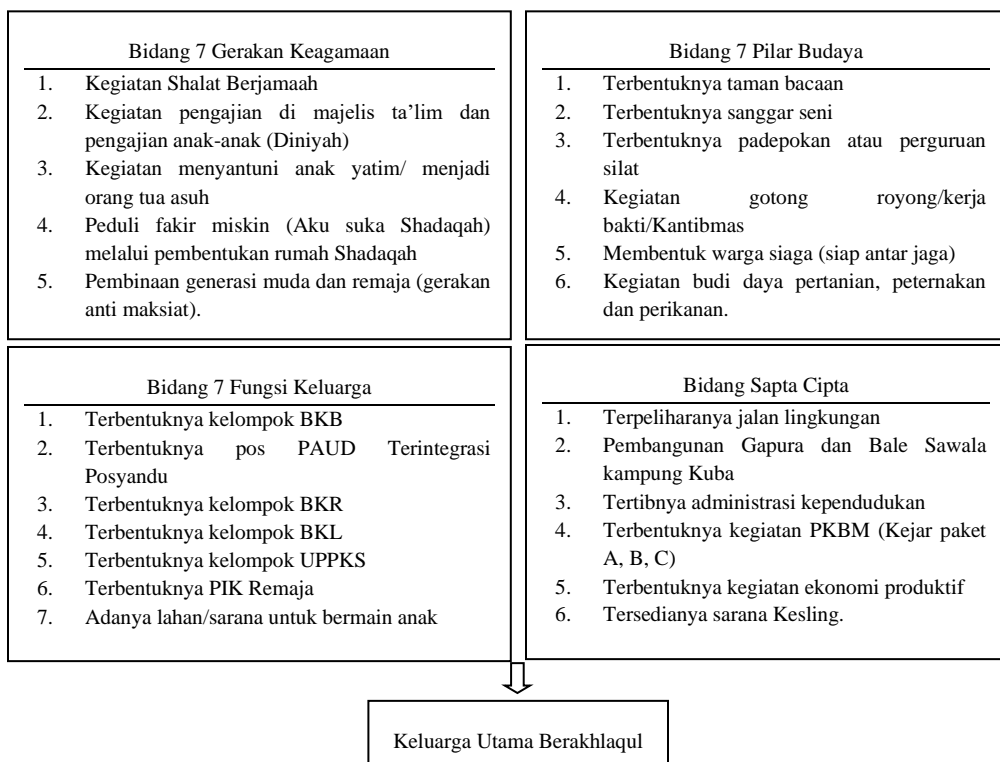 Bidang 7 Gerakan Keagamaan
1. Kegiatan Shalat Berjamaah
2. Kegiatan pengajian di majelis ta'lim dan
pengajian anak-anak (Diniyah)
3. Kegiatan menyantuni anak yatim/ menjadi
orang tua asuh
4. Peduli fakir miskin (Aku suka Shadaqah)
melalui pembentukan rumah Shadaqah
5. Pembinaan generasi muda dan remaja (gerakan
anti maksiat).
Bidang 7 Pilar Budaya
1. Terbentuknya taman bacaan
2. Terbentuknya sanggar seni
3. Terbentuknya padepokan atau perguruan
silat
4. Kegiatan gotong royong/kerja
bakti/Kantibmas
5. Membentuk warga siaga (siap antar jaga)
6. Kegiatan budi daya pertanian, peternakan
dan perikanan.
Bidang 7 Fungsi Keluarga
1. Terbentuknya kelompok BKB
2. Terbentuknya pos PAUD Terintegrasi
Posyandu
3. Terbentuknya kelompok BKR
4. Terbentuknya kelompok BKL
5. Terbentuknya kelompok UPPKS
6. Terbentuknya PIK Remaja
7. Adanya lahan/sarana untuk bermain anak
Bidang Sapta Cipta
1. Terpeliharanya jalan lingkungan
2. Pembangunan Gapura dan Bale Sawala
kampung Kuba
3. Tertibnya administrasi kependudukan
4. Terbentuknya kegiatan PKBM (Kejar paket
A, B, C)
5. Terbentuknya kegiatan ekonomi produktif
6. Tersedianya sarana Kesling.
Keluarga Utama Berakhlaqul